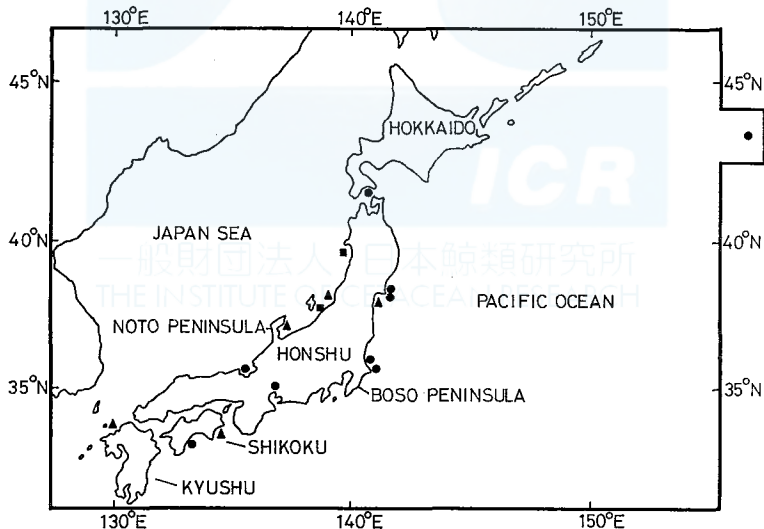 130°E 140°E 150°E
45°N 45°N
HOKKAIDO
ICR
JAPAN SEA
40°N 40°N
一般財団法人 日本鯨類研究所
THE INSTITUTE OF CETACEAN RESEARCH
PACIFIC OCEAN
NOTO PENINSULA
HONSHU
35°N 35°N
BOSO PENINSULA
SHIKOKU
KYUSHU
130°E 140°E 150°E